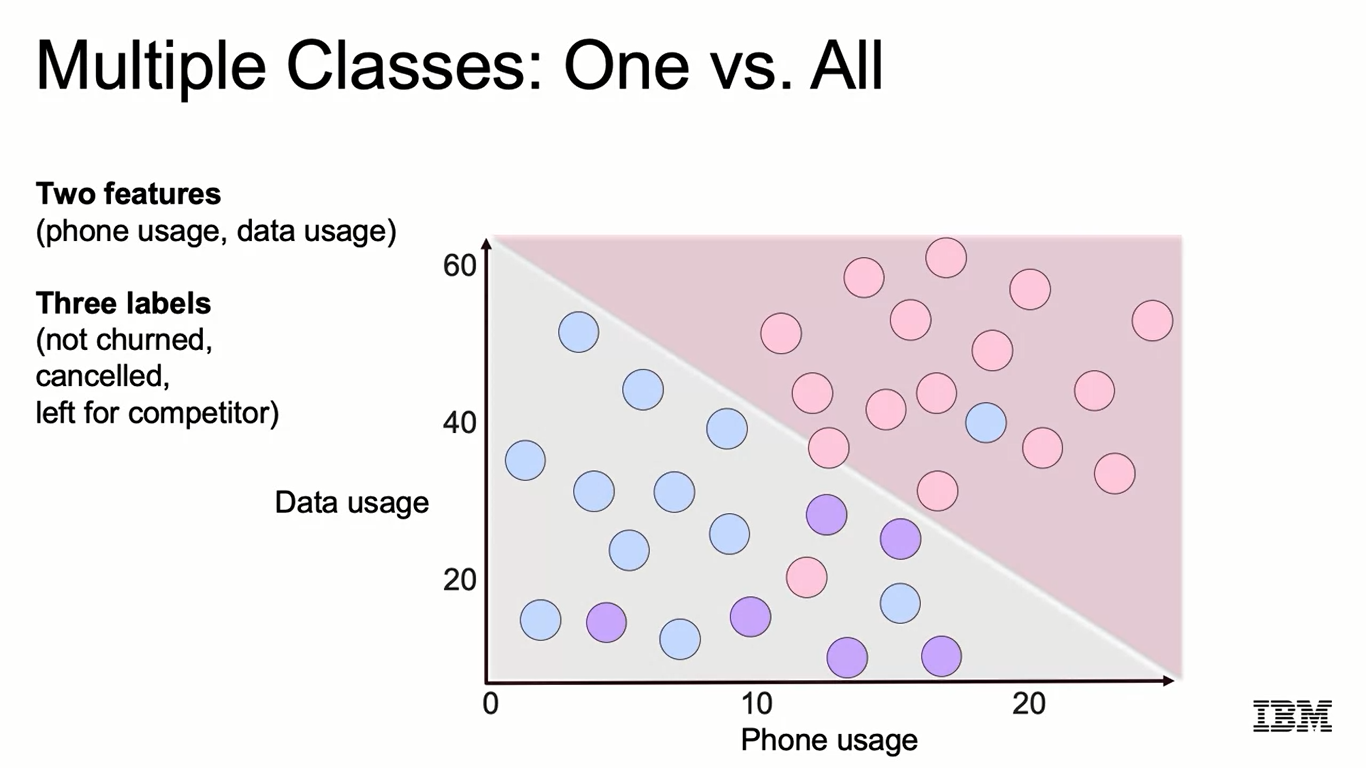 Multiple Classes: One vs. All
Two features
(phone usage, data usage)
Three labels
(not churned,
cancelled,
left for competitor)
Data usage
60
40
20
0
10
20
Phone usage
IBM